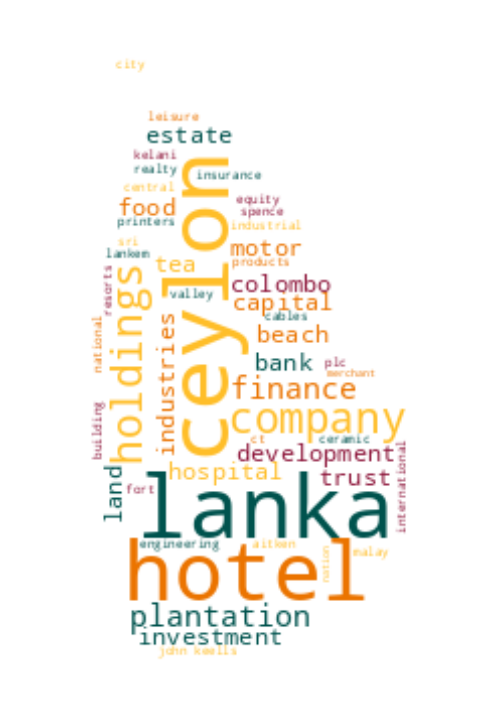 city
leisure
estate
kelani
realty
insurance
central
equity
food
spence
printers
industrial
ceylon
sri
motor
lankem
tea
products
resorts
holdings
valley
colombo
capital
cables
national
industries
beach
bank
plc
merchant
finance
building
company
ct
ceramic
development
hospital
trust
international
land
fort
lanka
engineering
aitken
nation
malay
hotel
plantation
investment
john keells